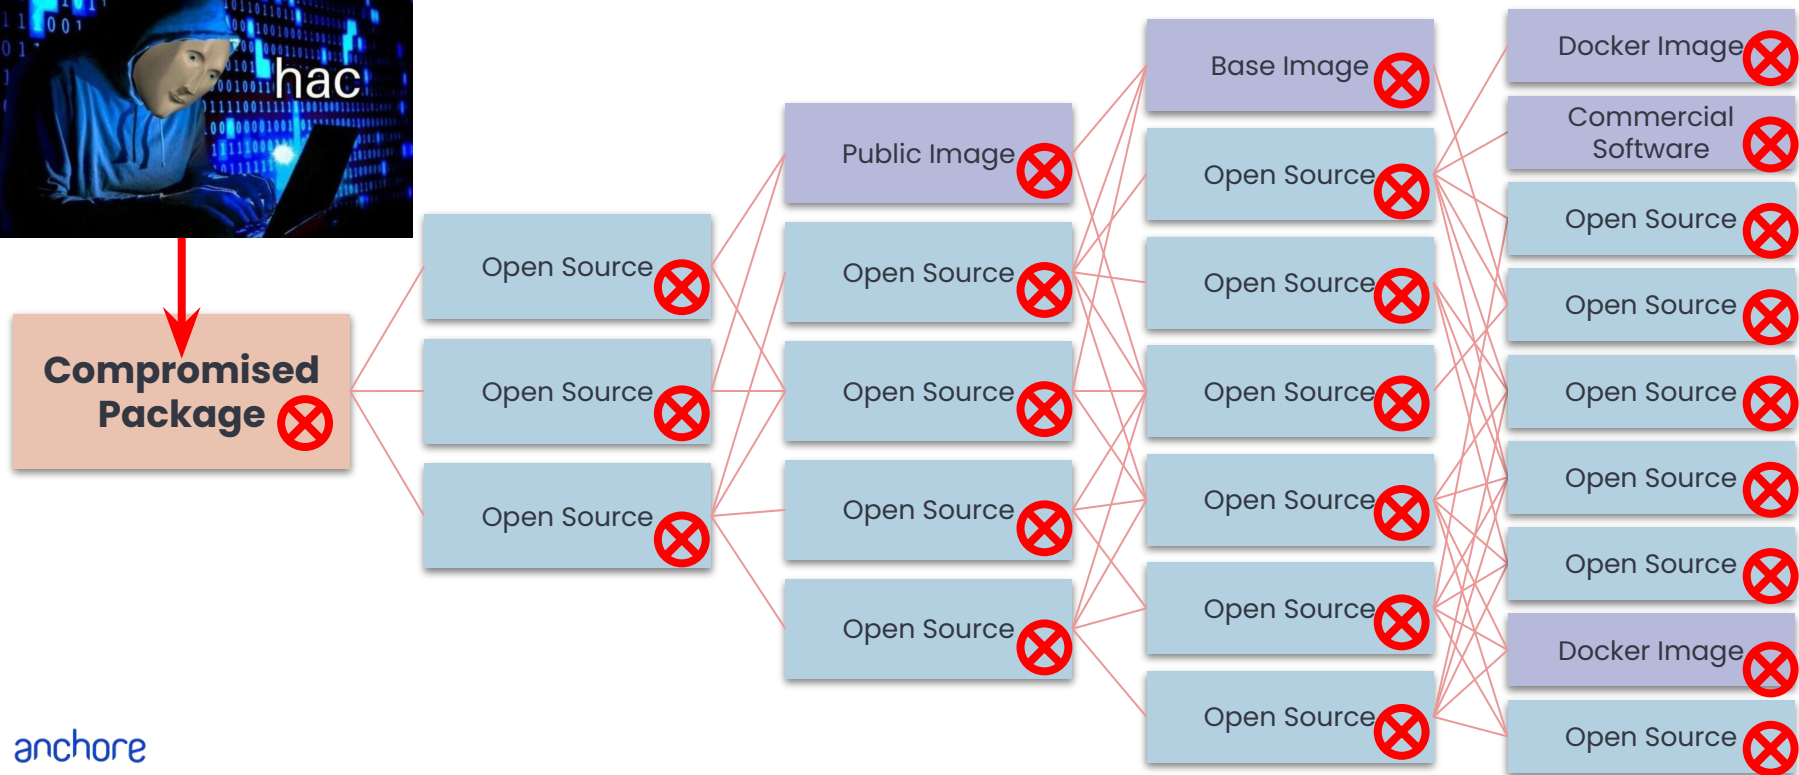 hac
Compromised
Package
Open Source
Open Source
Open Source
Public Image
Open Source
Open Source
Open Source
Open Source
Base Image
Open Source
Open Source
Open Source
Open Source
Open Source
Open Source
Docker Image
Commercial
Software
Open Source
Open Source
Open Source
Open Source
Open Source
Docker Image
Open Source
anchore